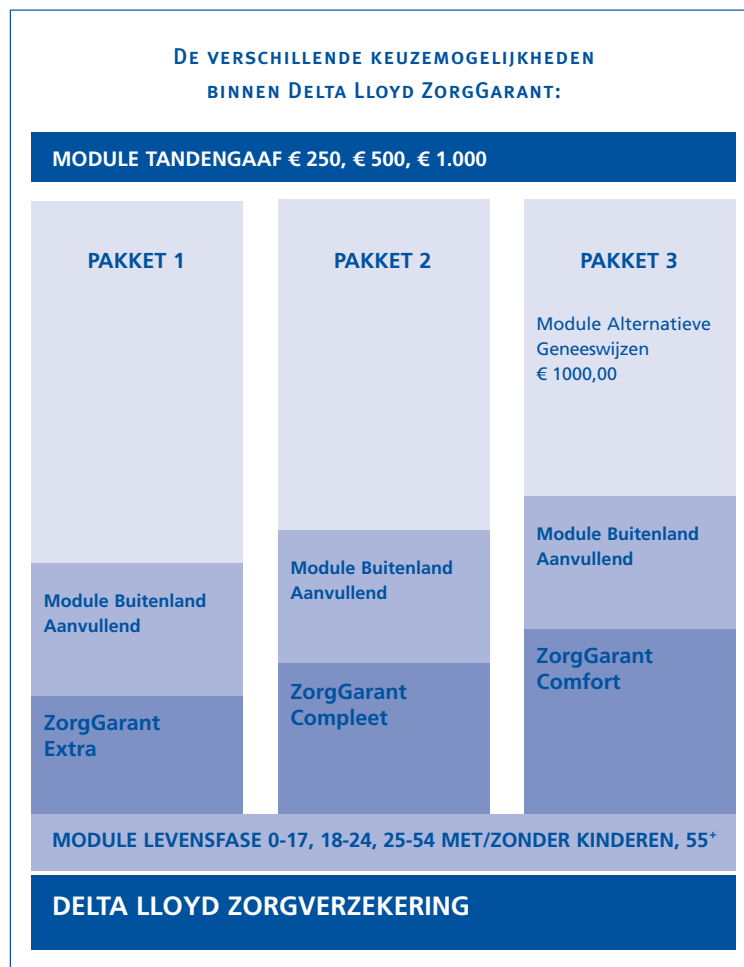 De verschillende keuzemogelijkheden
binnen Delta Lloyd ZorgGarant:
MODULE TANDENGAAF € 250, € 500, € 1.000
PAKKET 1
Module Buitenland
Aanvullend
ZorgGarant
Extra
PAKKET 2
Module Buitenland
Aanvullend
ZorgGarant
Compleet
PAKKET 3
Module Alternatieve
Geneeswijzen
€ 1000,00
Module Buitenland
Aanvullend
ZorgGarant
Comfort
MODULE LEVENSFASE 0-17, 18-24, 25-54 MET/ZONDER KINDEREN, 55+
DELTA LLOYD ZORGVERZEKERING